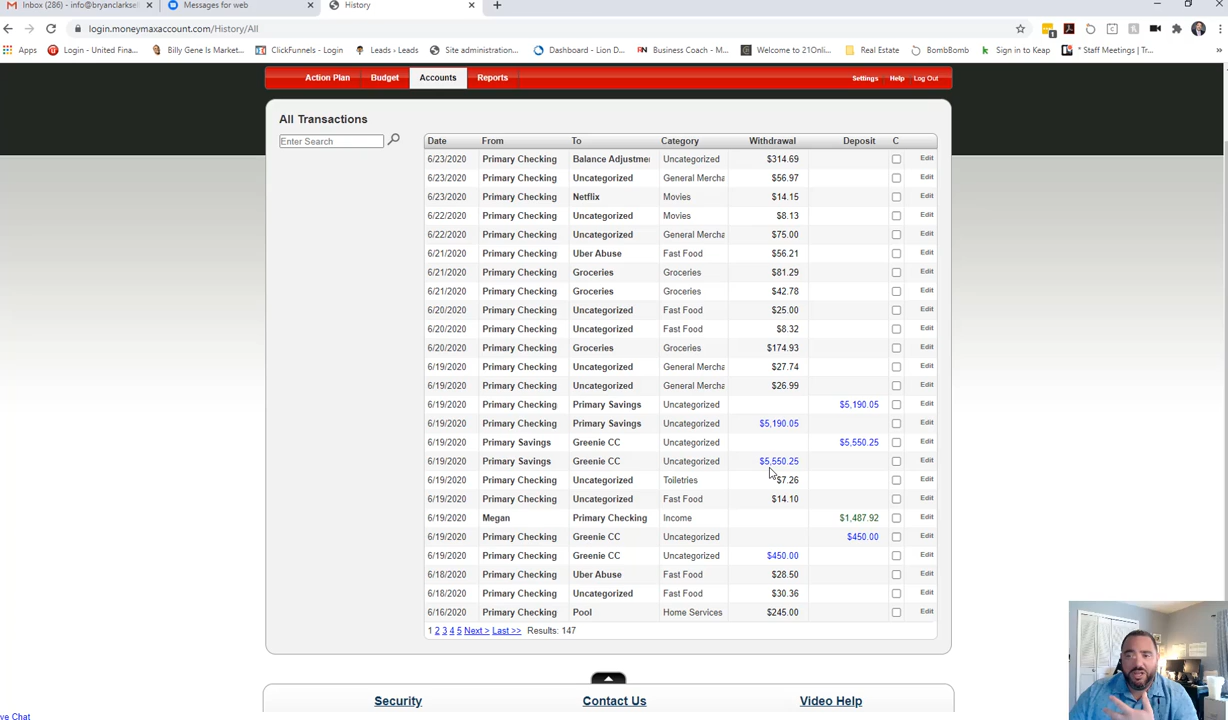 Inbox (286) - info@bryanclarksell
Messages for web
History
login.moneymaxaccount.com/History/All
Apps
Login - United Finan...
Billy Gene Is Market...
ClickFunnels - Login
Leads ‹ Leads
Site administration...
Dashboard - Lion D...
Business Coach - M...
Welcome to 21Onli...
Real Estate
BombBomb
Sign in to Keap
* Staff Meetings | Tr...
»
Action Plan Budget Accounts Reports
Settings Help Log Out
All Transactions
Enter Search
Date From To Category Withdrawal Deposit C
6/23/2020 Primary Checking Balance Adjustme Uncategorized $314.69 Edit
6/23/2020 Primary Checking Uncategorized General Mercha $56.97 Edit
6/23/2020 Primary Checking Netflix Movies $14.15 Edit
6/22/2020 Primary Checking Uncategorized Movies $8.13 Edit
6/22/2020 Primary Checking Uncategorized General Mercha $75.00 Edit
6/21/2020 Primary Checking Uber Abuse Fast Food $56.21 Edit
6/21/2020 Primary Checking Groceries Groceries $81.29 Edit
6/21/2020 Primary Checking Groceries Groceries $42.78 Edit
6/20/2020 Primary Checking Uncategorized Fast Food $25.00 Edit
6/20/2020 Primary Checking Uncategorized Fast Food $8.32 Edit
6/20/2020 Primary Checking Groceries Groceries $174.93 Edit
6/19/2020 Primary Checking Uncategorized General Mercha $27.74 Edit
6/19/2020 Primary Checking Uncategorized General Mercha $26.99 Edit
6/19/2020 Primary Checking Primary Savings Uncategorized $5,190.05 Edit
6/19/2020 Primary Checking Primary Savings Uncategorized $5,190.05 Edit
6/19/2020 Primary Savings Greenie CC Uncategorized $5,550.25 Edit
6/19/2020 Primary Savings Greenie CC Uncategorized $5,550.25 Edit
6/19/2020 Primary Checking Uncategorized Toiletries $7.26 Edit
6/19/2020 Primary Checking Uncategorized Fast Food $14.10 Edit
6/19/2020 Megan Primary Checking Income $1,487.92 Edit
6/19/2020 Primary Checking Greenie CC Uncategorized $450.00 Edit
6/19/2020 Primary Checking Greenie CC Uncategorized $450.00 Edit
6/18/2020 Primary Checking Uber Abuse Fast Food $28.50 Edit
6/18/2020 Primary Checking Uncategorized Fast Food $30.36 Edit
6/16/2020 Primary Checking Pool Home Services $245.00 Edit
1 2 3 4 5 Next > Last >> Results: 147
Security Contact Us Video Help
ve Chat